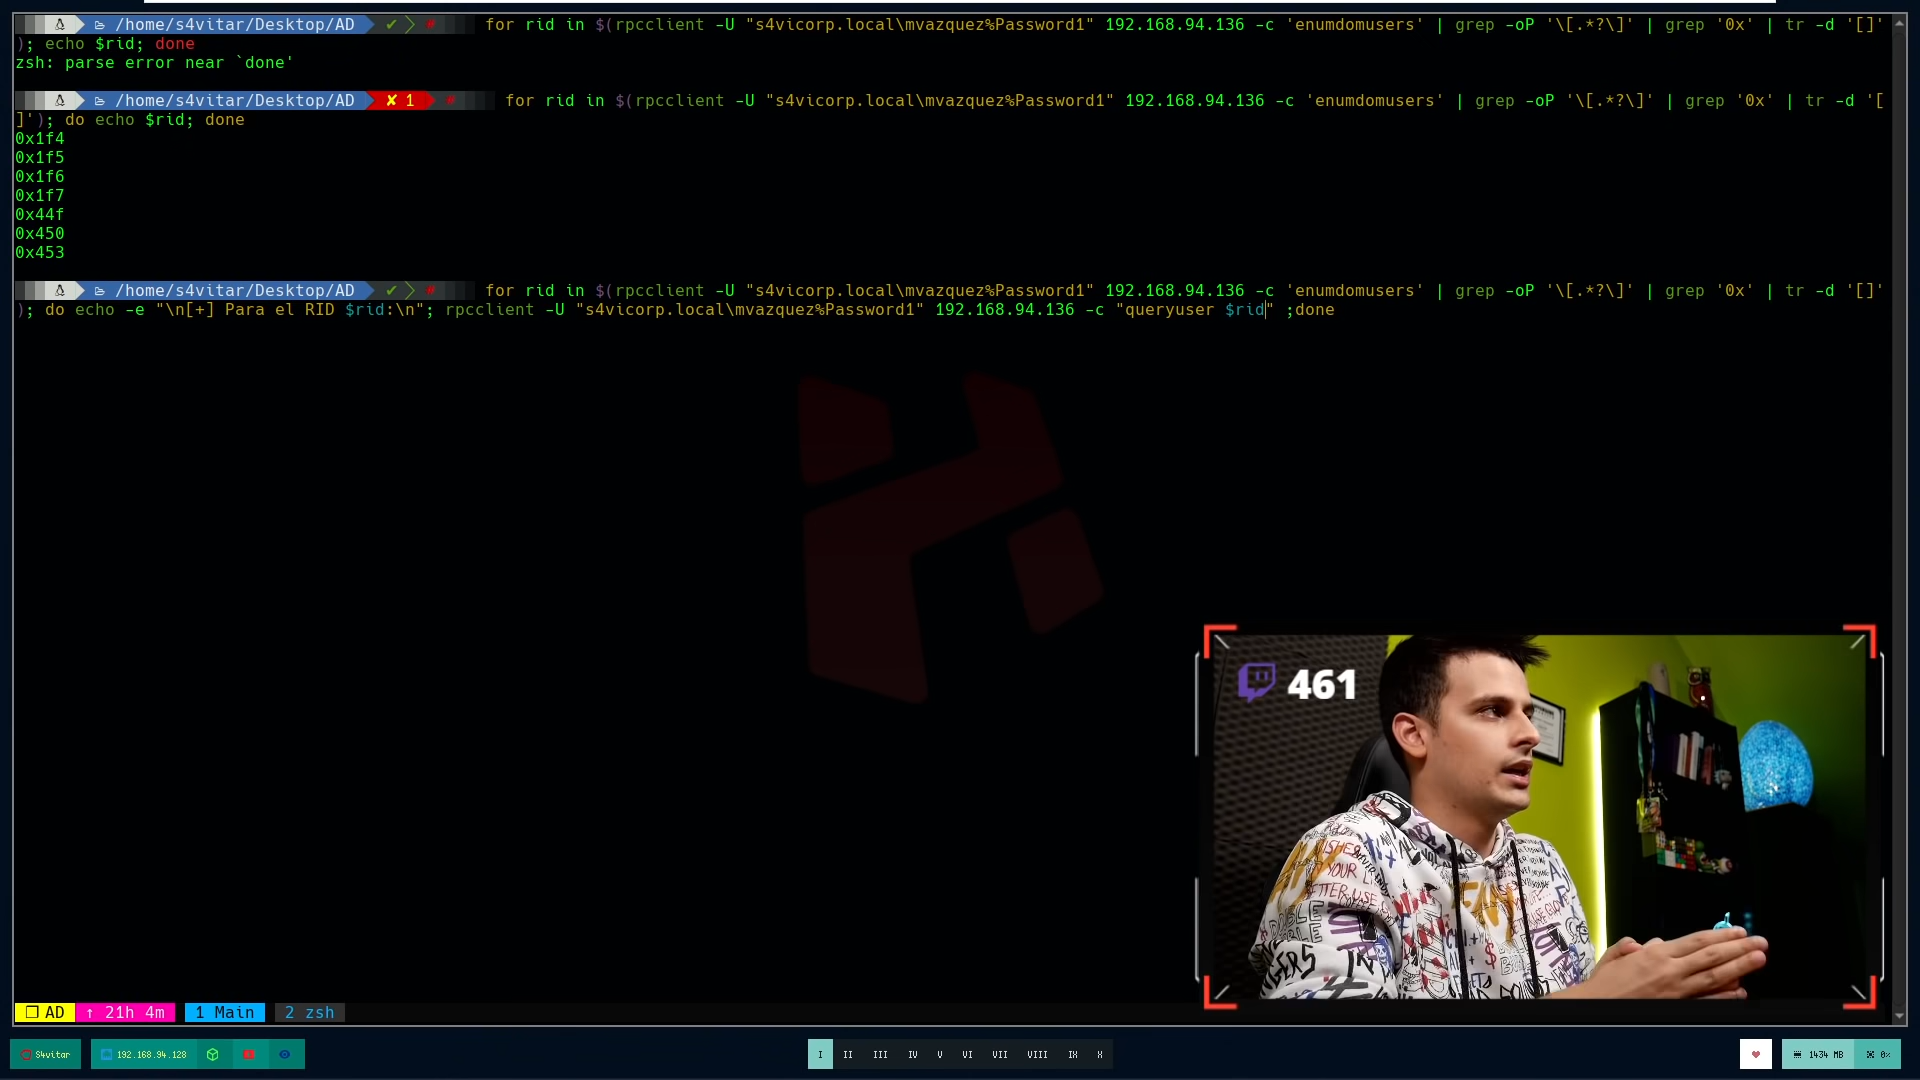 /home/s4vitar/Desktop/AD ✔ # for rid in $(rpcclient -U "s4vicorp.local\mvazquez%Password1" 192.168.94.136 -c 'enumdomusers' | grep -oP '\[.*?\]' | grep '0x' | tr -d '[]'
); echo $rid; done
zsh: parse error near `done'
/home/s4vitar/Desktop/AD ✘ 1 # for rid in $(rpcclient -U "s4vicorp.local\mvazquez%Password1" 192.168.94.136 -c 'enumdomusers' | grep -oP '\[.*?\]' | grep '0x' | tr -d '[
]'); do echo $rid; done
0x1f4
0x1f5
0x1f6
0x1f7
0x44f
0x450
0x453
/home/s4vitar/Desktop/AD ✔ # for rid in $(rpcclient -U "s4vicorp.local\mvazquez%Password1" 192.168.94.136 -c 'enumdomusers' | grep -oP '\[.*?\]' | grep '0x' | tr -d '[]'
); do echo -e "\n[+] Para el RID $rid:\n"; rpcclient -U "s4vicorp.local\mvazquez%Password1" 192.168.94.136 -c "queryuser $rid" ;done
461
AD ↑ 21h 4m 1 Main 2 zsh
S4vitar 192.168.94.128 I II III IV V VI VII VIII IX X 1434 MB 0%